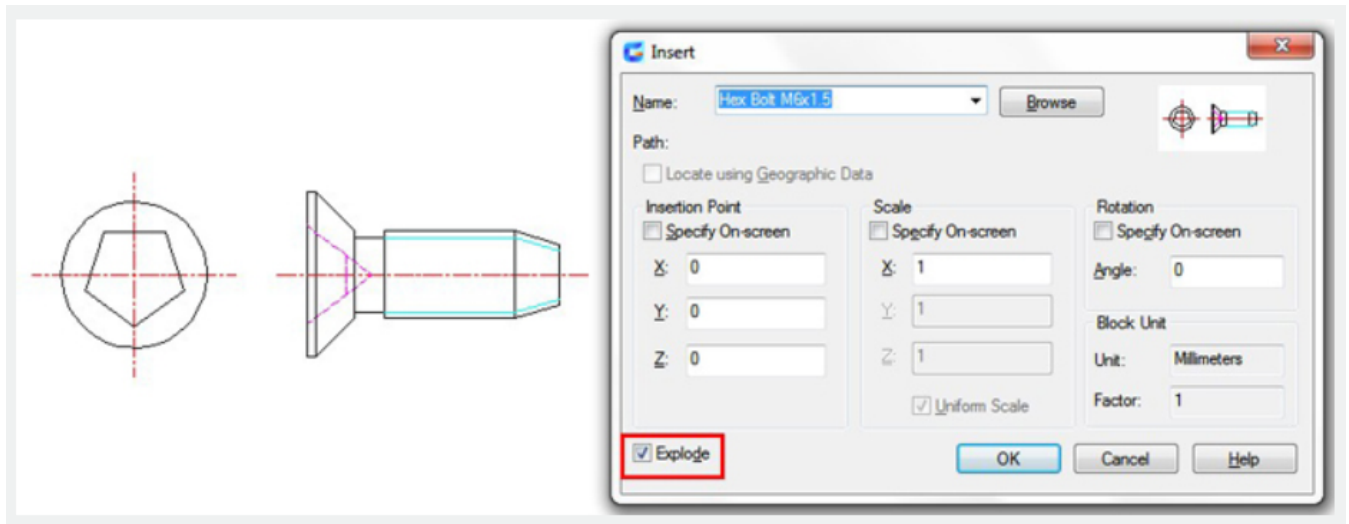 Insert
Name: Hex Bolt M6x1.5 Browse
Path:
Locate using Geographic Data
Insertion Point
Specify On-screen
X: 0
Y: 0
Z: 0
Scale
Specify On-screen
X: 1
Y: 1
Z: 1
Uniform Scale
Rotation
Specify On-screen
Angle: 0
Block Unit
Unit: Millimeters
Factor: 1
Explode
OK Cancel Help